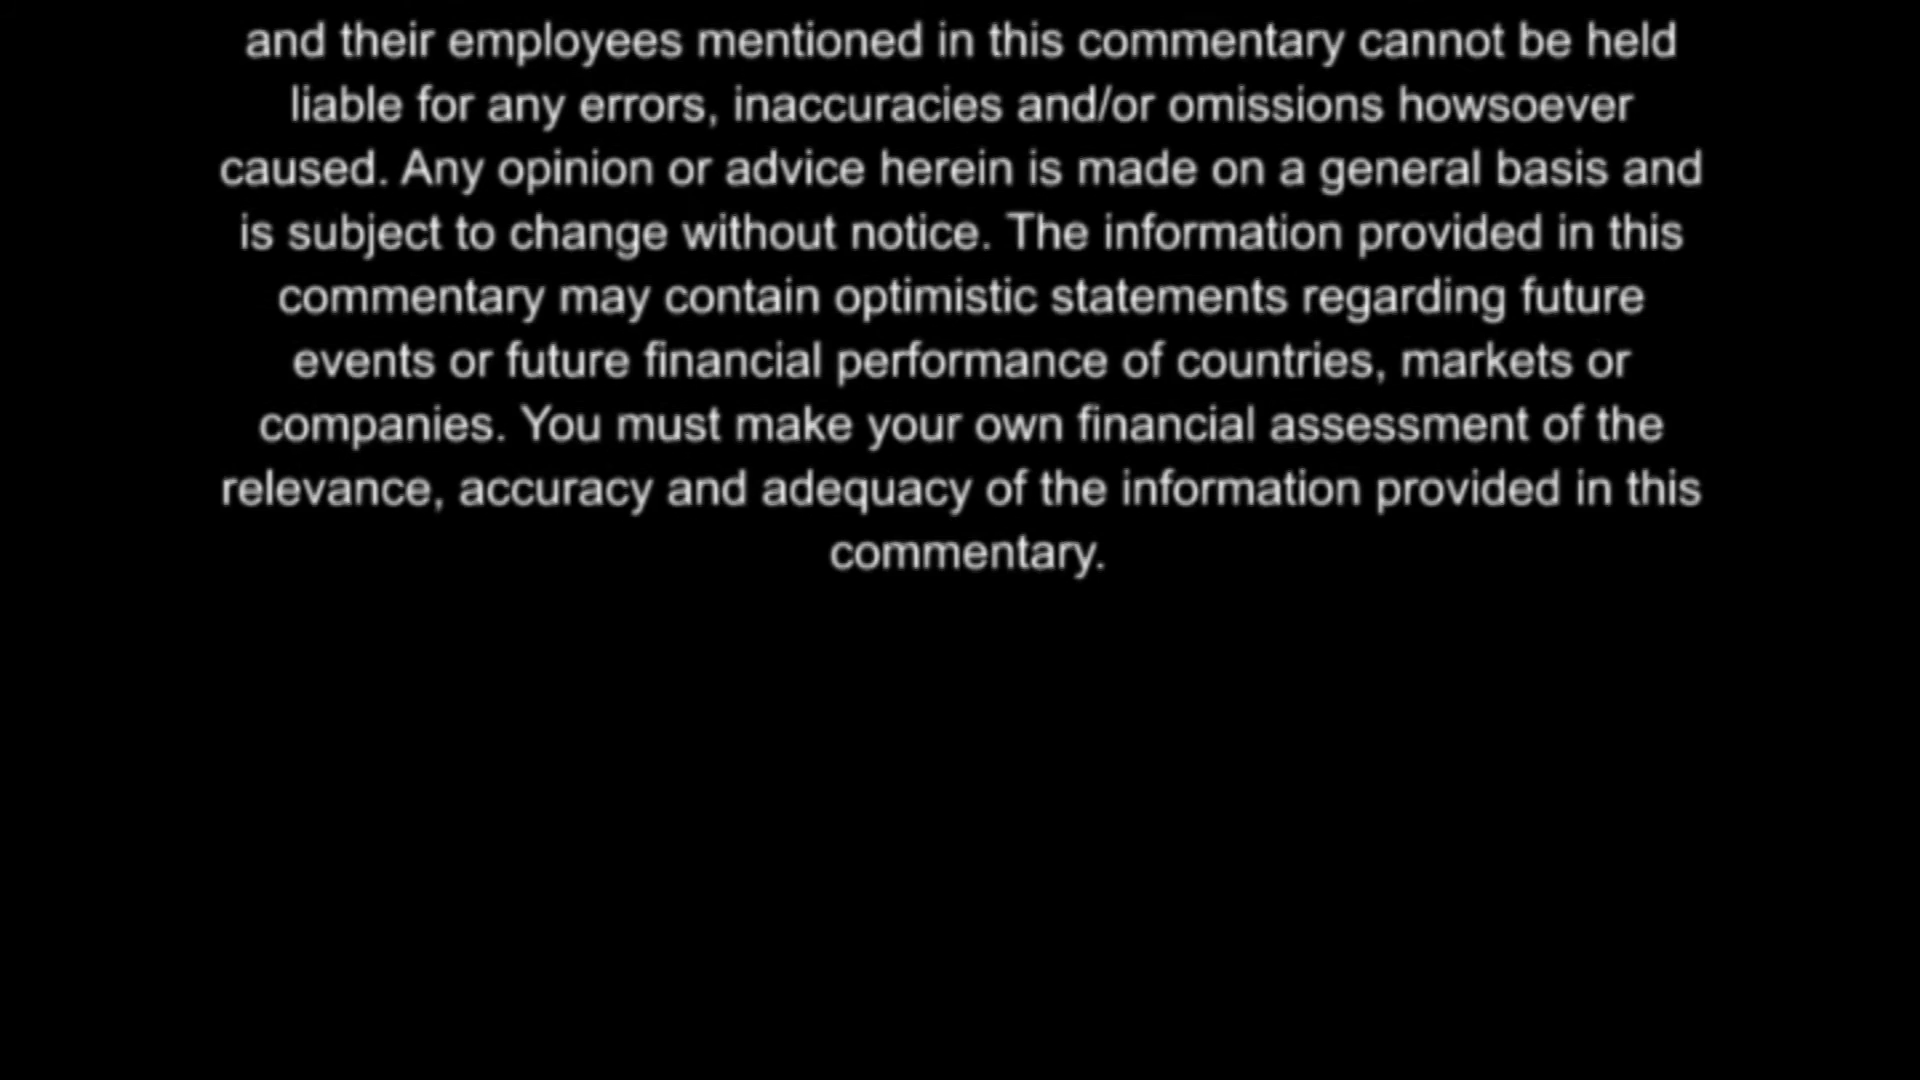 and their employees mentioned in this commentary cannot be held
liable for any errors, inaccuracies and/or omissions howsoever
caused. Any opinion or advice herein is made on a general basis and
is subject to change without notice. The information provided in this
commentary may contain optimistic statements regarding future
events or future financial performance of countries, markets or
companies. You must make your own financial assessment of the
relevance, accuracy and adequacy of the information provided in this
commentary.